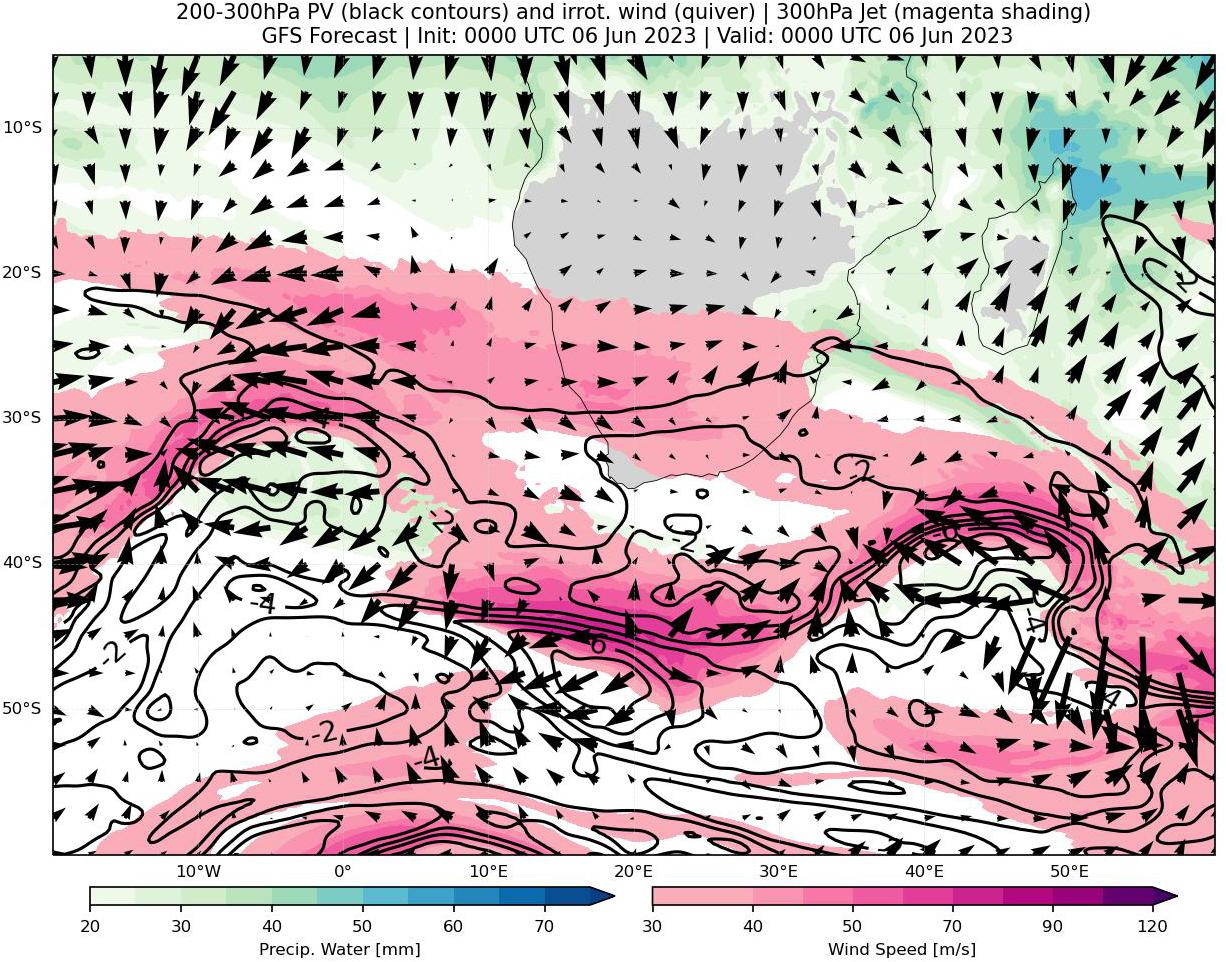 200-300hPa PV (black contours) and irrot. wind (quiver) | 300hPa Jet (magenta shading)
GFS Forecast | Init: 0000 UTC 06 Jun 2023 | Valid: 0000 UTC 06 Jun 2023
10°S
20°S
30°S
40°S
50°S
-2
-4
-2
-2
-2
-6
-4
-4
-2
-6
-4
-2
-4
10°W 0° 10°E 20°E 30°E 40°E 50°E
20 30 40 50 60 70
30 40 50 70 90 120
Precip. Water [mm]
Wind Speed [m/s]